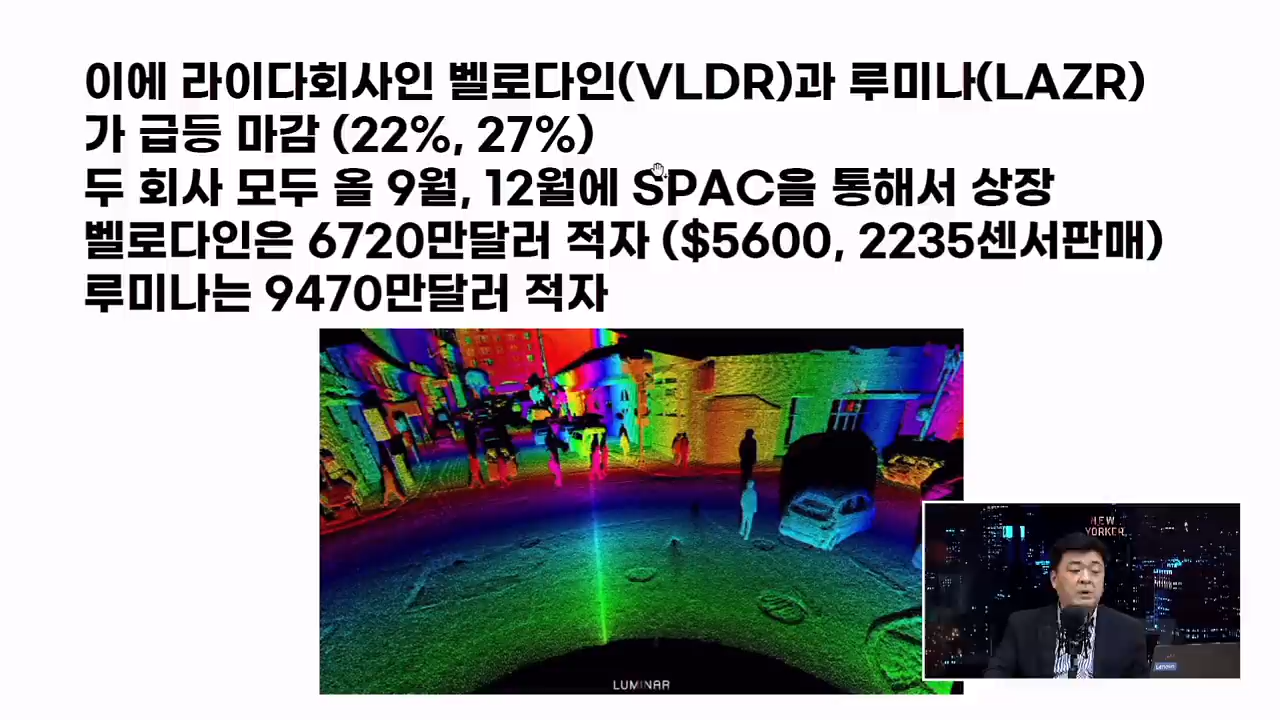 이에 라이다회사인 벨로다인(VLDR)과 루미나(LAZR)
가 급등 마감 (22%, 27%)
두 회사 모두 올 9월, 12월에 SPAC을 통해서 상장
벨로다인은 6720만달러 적자 ($5600, 2235센서판매)
루미나는 9470만달러 적자
LUMINAR
NEW
YORKER
Lenovo